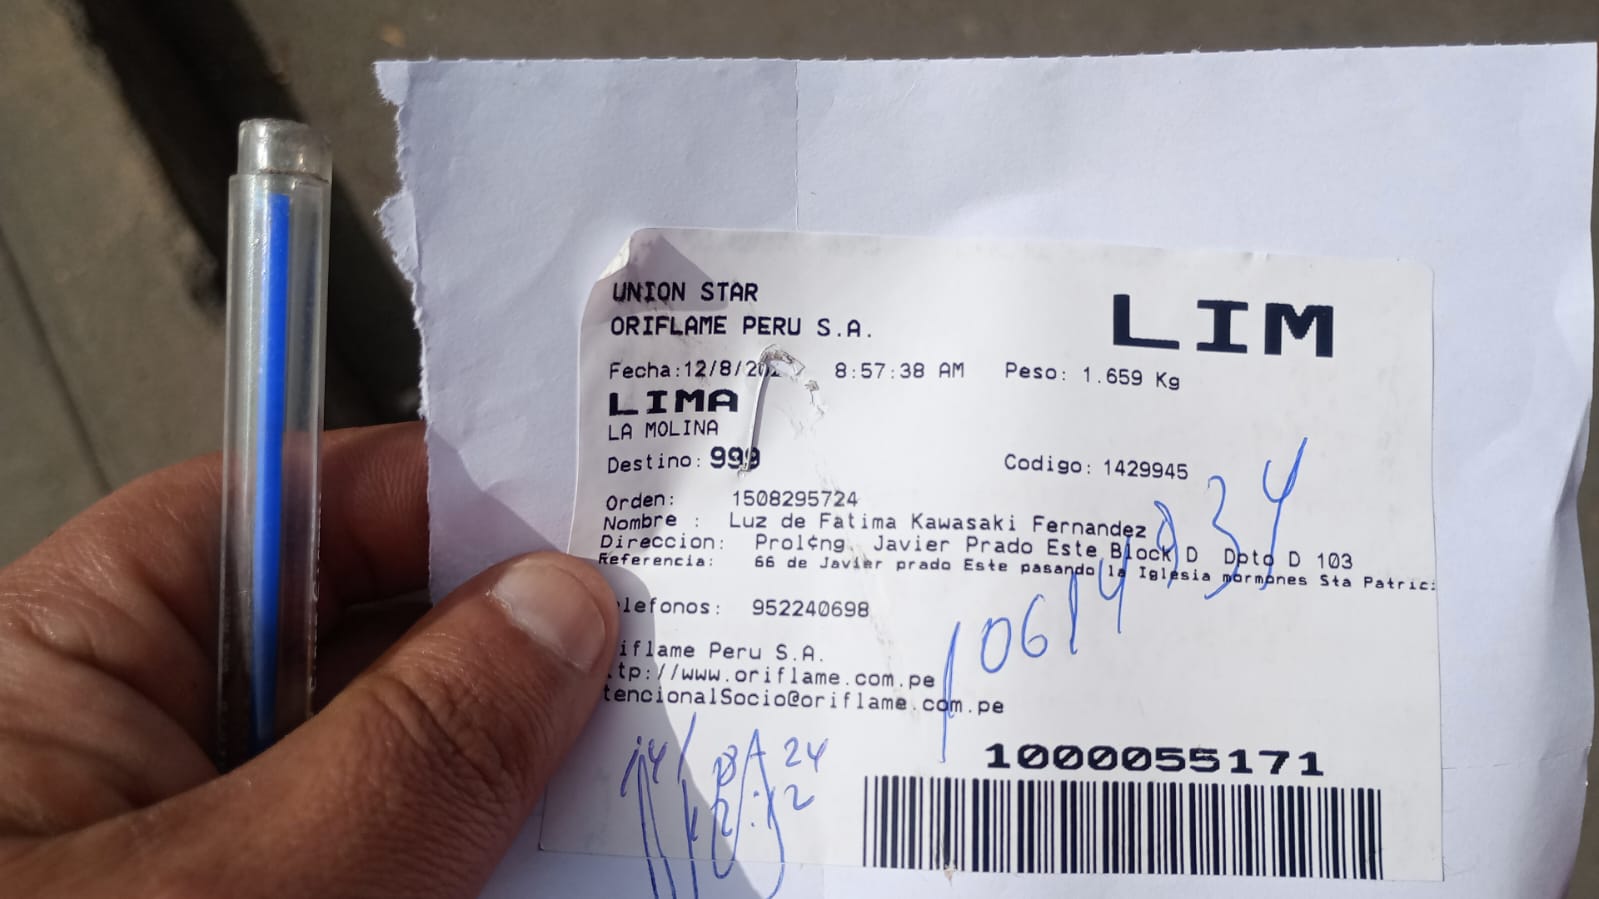 UNION STAR
ORIFLAME PERU S.A.
LIM
Fecha:12/8/20 8:57:38 AM Peso: 1.659 Kg
LIMA
LA MOLINA
Destino: 999 Codigo: 1429945
Orden: 1508295724
Nombre : Luz de Fatima Kawasaki Fernandez
Direccion: Prol¢ng. Javier Prado Este Block D Dpto D 103
Referencia: 66 de Javier prado Este pasando la Iglesia mormones Sta Patrici
elefonos: 952240698
iflame Peru S.A.
tp://www.oriflame.com.pe
tencionalSocio@oriflame.com.pe
1000055171